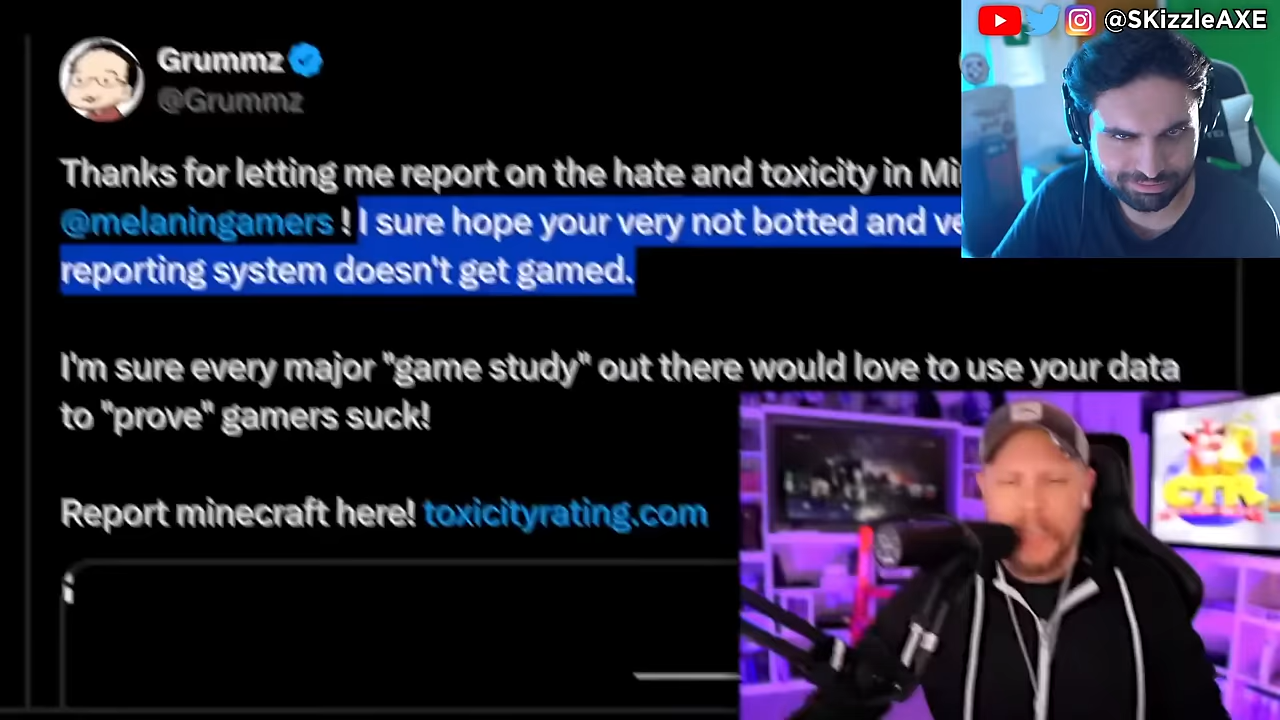 @SKizzleAXE
Grummz
@Grummz
Thanks for letting me report on the hate and toxicity in
@melaningamers ! I sure hope your very not botted and
reporting system doesn't get gamed.
I'm sure every major "game study" out there would love to use your data
to "prove" gamers suck!
Report minecraft here! toxicityrating.com
CTR